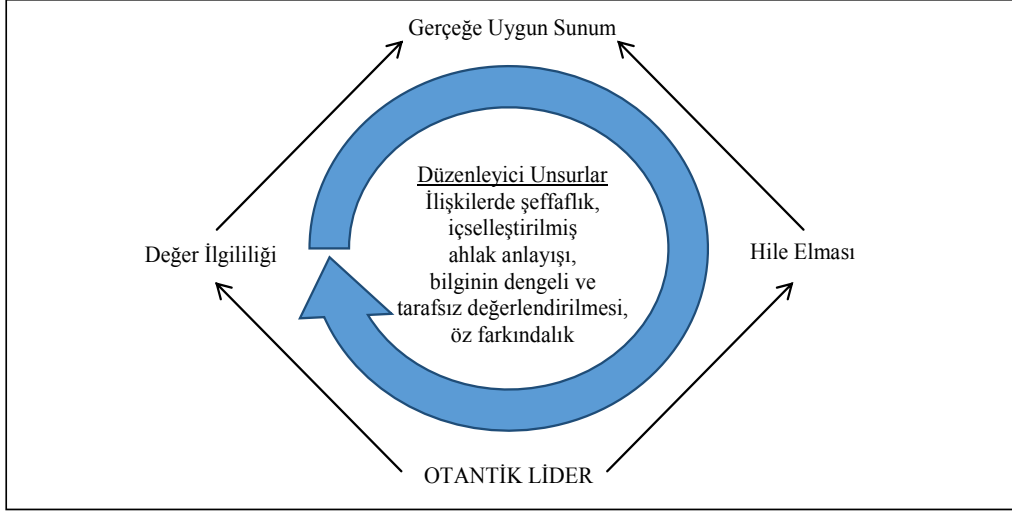 Gerçeğe Uygun Sunum
Düzenleyici Unsurlar
İlişkilerde şeffaflık,
içselleştirilmiş
ahlak anlayışı,
bilginin dengeli ve
tarafsız değerlendirilmesi,
öz farkındalık
Değer İlgililiği
Hile Elması
OTANTİK LİDER